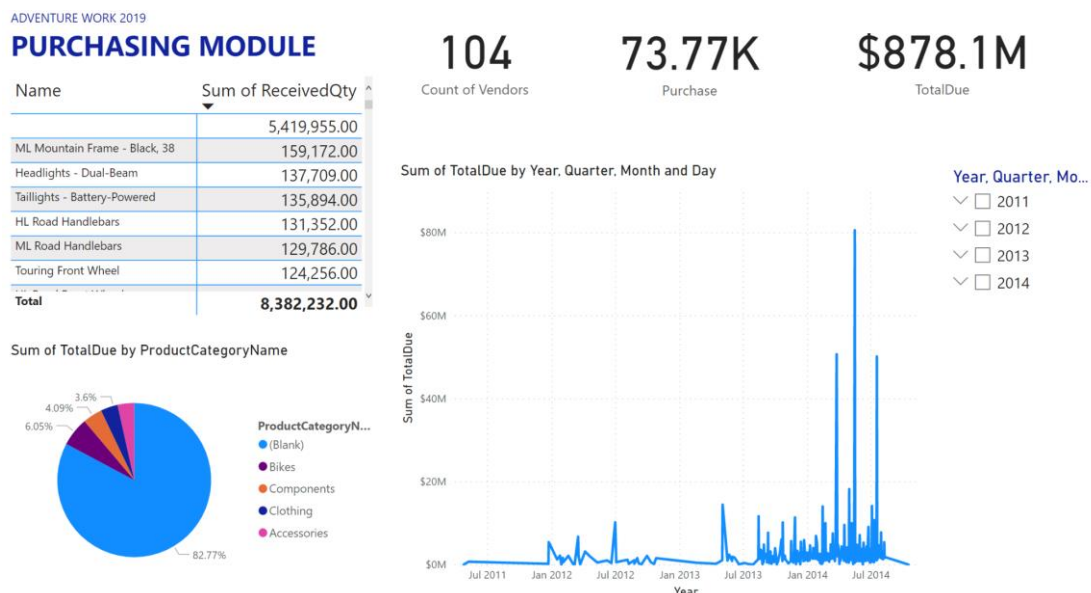 ADVENTURE WORK 2019
PURCHASING MODULE
104
Count of Vendors
73.77K
Purchase
$878.1M
TotalDue
Name Sum of ReceivedQty
5,419,955.00
ML Mountain Frame - Black, 38 159,172.00
Headlights - Dual-Beam 137,709.00
Taillights - Battery-Powered 135,894.00
HL Road Handlebars 131,352.00
ML Road Handlebars 129,786.00
Touring Front Wheel 124,256.00
Total 8,382,232.00
Sum of TotalDue by Year, Quarter, Month and Day
$80M
$60M
$40M
$20M
$0M
Sum of TotalDue
Jul 2011 Jan 2012 Jul 2012 Jan 2013 Jul 2013 Jan 2014 Jul 2014
Year
Year, Quarter, Mo...
2011
2012
2013
2014
Sum of TotalDue by ProductCategoryName
3.6%
4.09%
6.05%
82.77%
ProductCategoryN...
(Blank)
Bikes
Components
Clothing
Accessories